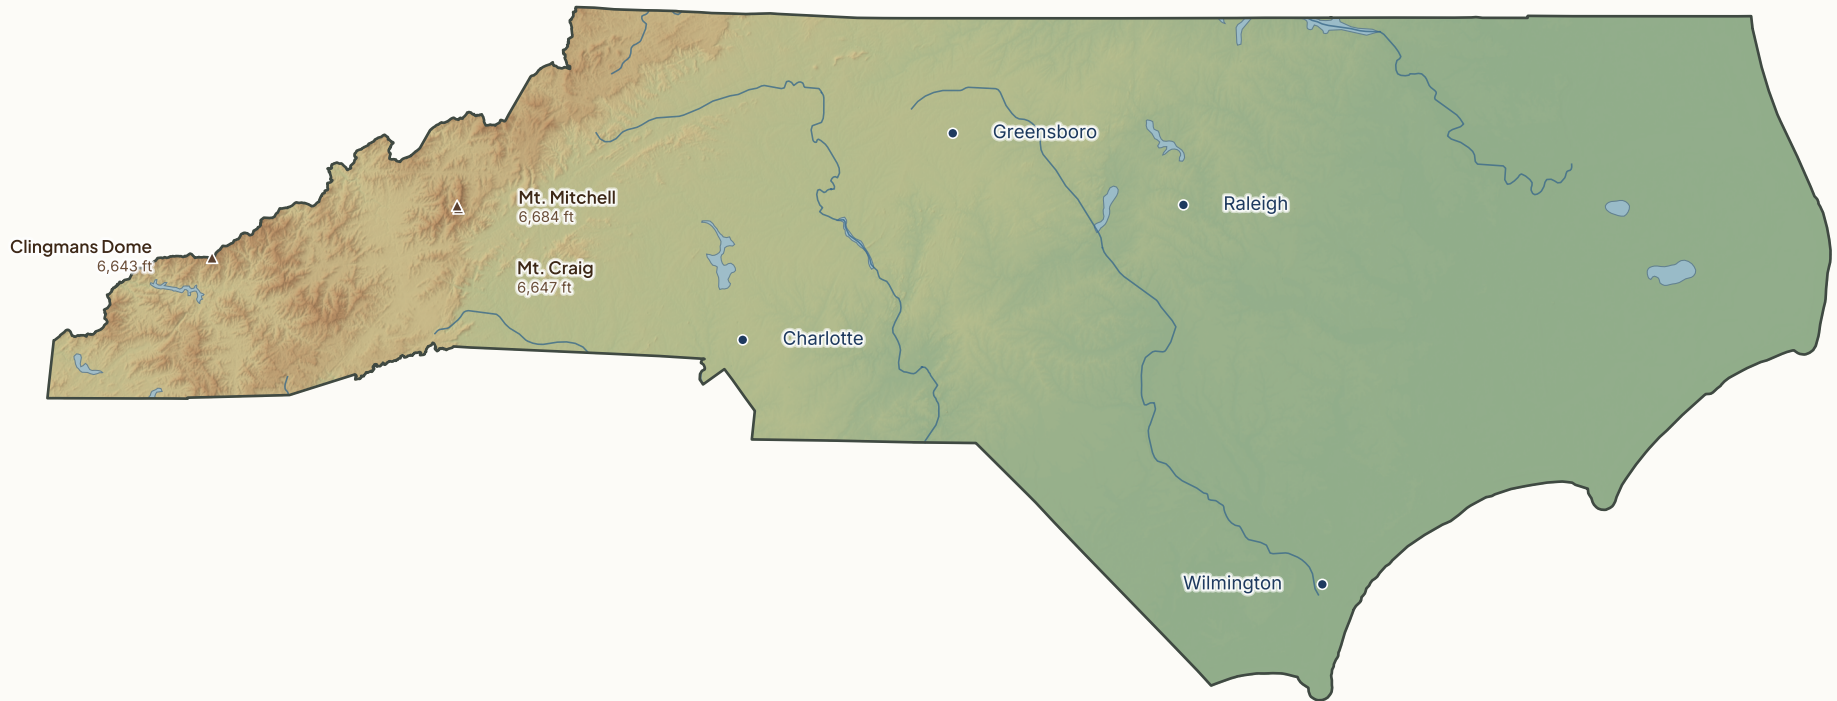 Greensboro
Mt. Mitchell
6,684 ft
Raleigh
Clingmans Dome
6,643 ft
Mt. Craig
6,647 ft
Charlotte
Wilmington